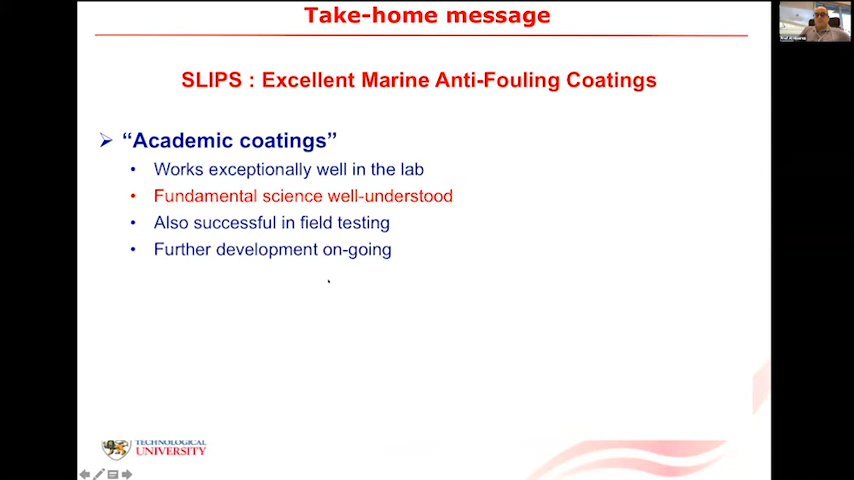 Take-home message
SLIPS : Excellent Marine Anti-Fouling Coatings
➢ “Academic coatings”
• Works exceptionally well in the lab
• Fundamental science well-understood
• Also successful in field testing
• Further development on-going
TECHNOLOGICAL
UNIVERSITY